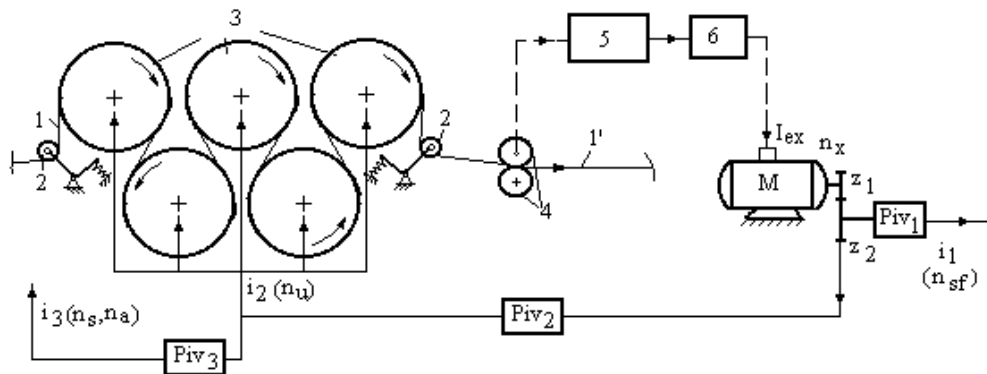 3
5
6
1
2
2
1'
4
I_ex
n_x
M
z_1
Piv_1
z_2
i_1
(n_sf)
i_2(n_u)
Piv_2
i_3(n_s,n_a)
Piv_3